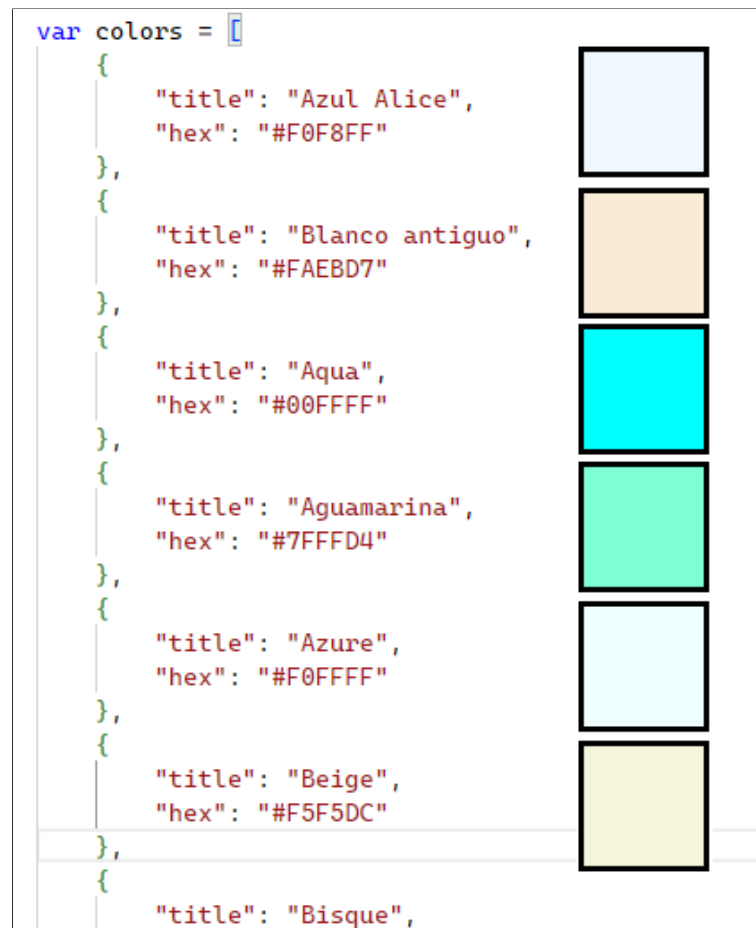 var colors = [
{
"title": "Azul Alice",
"hex": "#F0F8FF"
},
{
"title": "Blanco antiguo",
"hex": "#FAEBD7"
},
{
"title": "Aqua",
"hex": "#00FFFF"
},
{
"title": "Aguamarina",
"hex": "#7FFFD4"
},
{
"title": "Azure",
"hex": "#F0FFFF"
},
{
"title": "Beige",
"hex": "#F5F5DC"
},
{
"title": "Bisque",